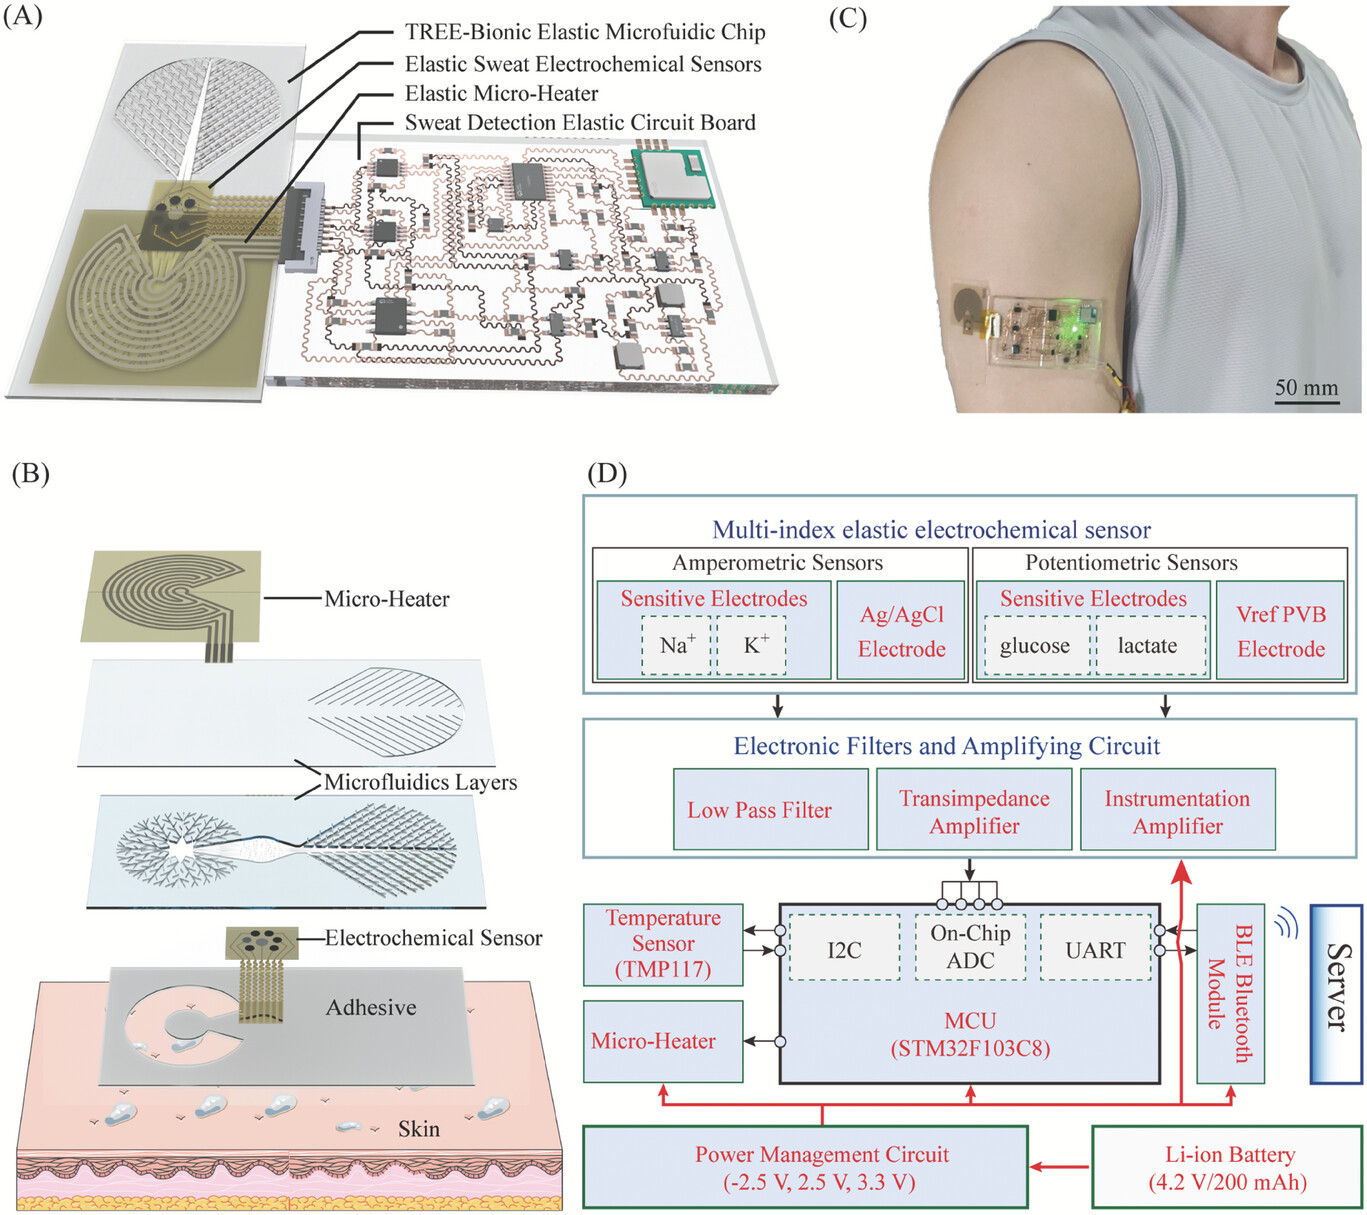 (A)
TREE-Bionic Elastic Microfuidic Chip
Elastic Sweat Electrochemical Sensors
Elastic Micro-Heater
Sweat Detection Elastic Circuit Board
(C)
50 mm
(B)
Micro-Heater
Microfluidics Layers
Electrochemical Sensor
Adhesive
Skin
(D)
Multi-index elastic electrochemical sensor
Amperometric Sensors
Potentiometric Sensors
Sensitive Electrodes
Na+
K+
Ag/AgCl
Electrode
Sensitive Electrodes
glucose
lactate
Vref PVB
Electrode
Electronic Filters and Amplifying Circuit
Low Pass Filter
Transimpedance
Amplifier
Instrumentation
Amplifier
Temperature
Sensor
(TMP117)
I2C
On-Chip
ADC
UART
MCU
(STM32F103C8)
Micro-Heater
BLE Bluetooth
Module
Server
Power Management Circuit
(-2.5 V, 2.5 V, 3.3 V)
Li-ion Battery
(4.2 V/200 mAh)